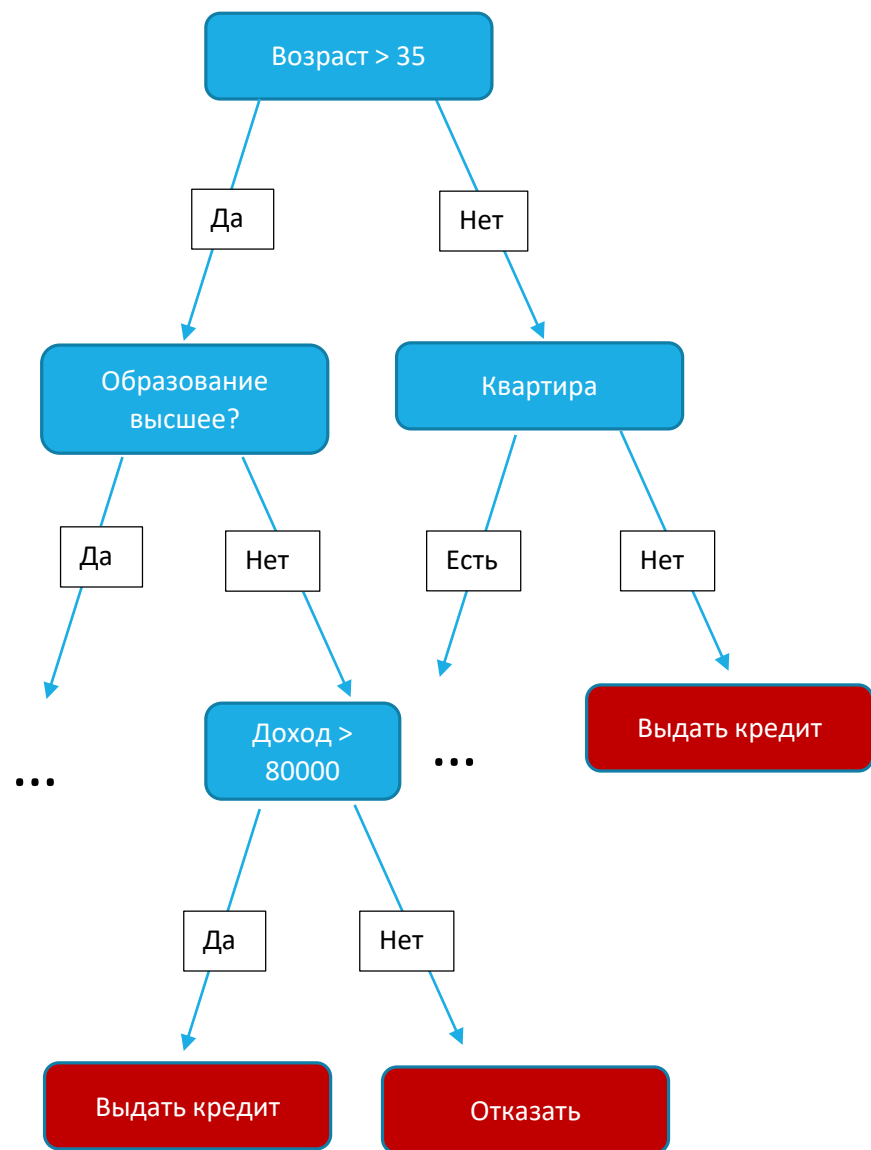 Возраст > 35
Да
Нет
Образование
высшее?
Квартира
Да
Нет
Есть
Нет
Доход >
80000
Выдать кредит
...
...
Да
Нет
Выдать кредит
Отказать